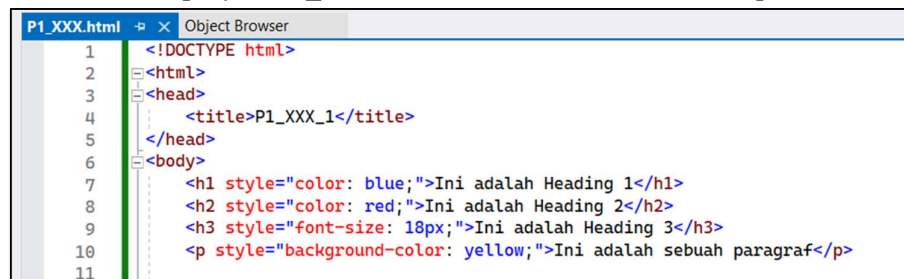 P1_XXX.html Object Browser
1 <!DOCTYPE html>
2 <html>
3 <head>
4 <title>P1_XXX_1</title>
5 </head>
6 <body>
7 <h1 style="color: blue;">Ini adalah Heading 1</h1>
8 <h2 style="color: red;">Ini adalah Heading 2</h2>
9 <h3 style="font-size: 18px;">Ini adalah Heading 3</h3>
10 <p style="background-color: yellow;">Ini adalah sebuah paragraf</p>
11